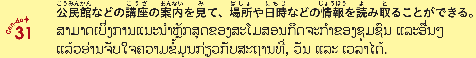 Can-do 31
公民館などの講座の案内を見て、場所や日時などの情報を読み取ることができる。
ສາມາດເບິ່ງການແນະນຳຫຼັກສູດຂອງສະໂມສອນກິດຈະກຳຂອງຊຸມຊົນ ແລະອື່ນໆ
ແລ້ວອ່ານຈັບໃຈຄວາມຂໍ້ມູນກ່ຽວກັບສະຖານທີ່, ວັນ ແລະ ເວລາໄດ້.